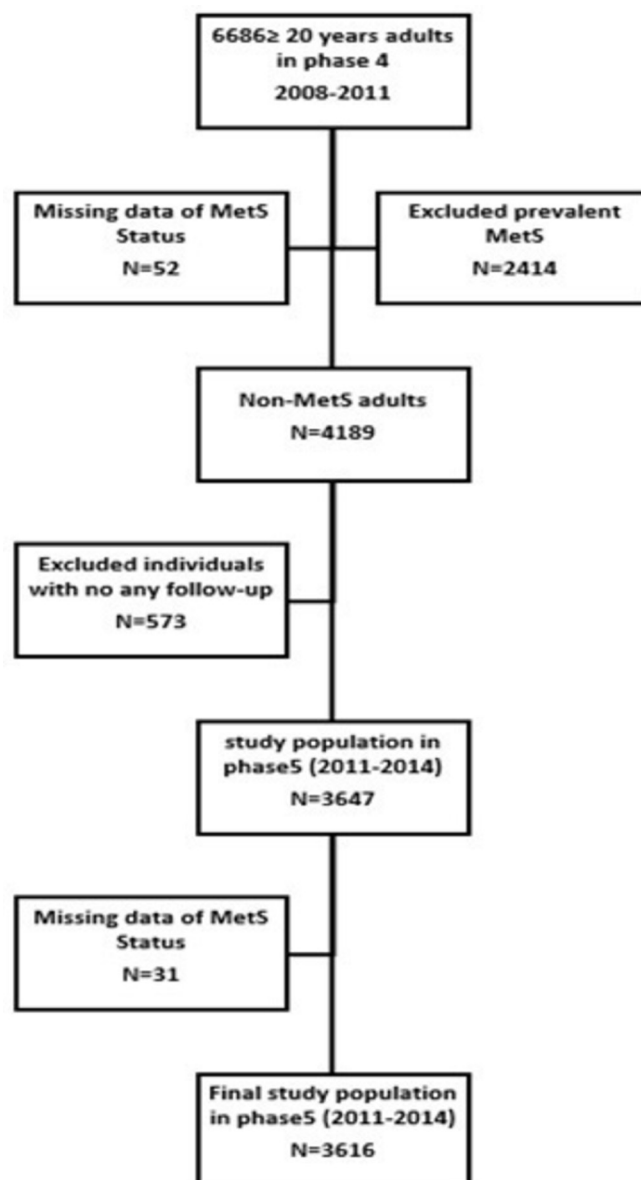 6686≥ 20 years adults
in phase 4
2008-2011
Missing data of MetS
Status
N=52
Excluded prevalent
MetS
N=2414
Non-MetS adults
N=4189
Excluded individuals
with no any follow-up
N=573
study population in
phase5 (2011-2014)
N=3647
Missing data of MetS
Status
N=31
Final study population
in phase5 (2011-2014)
N=3616